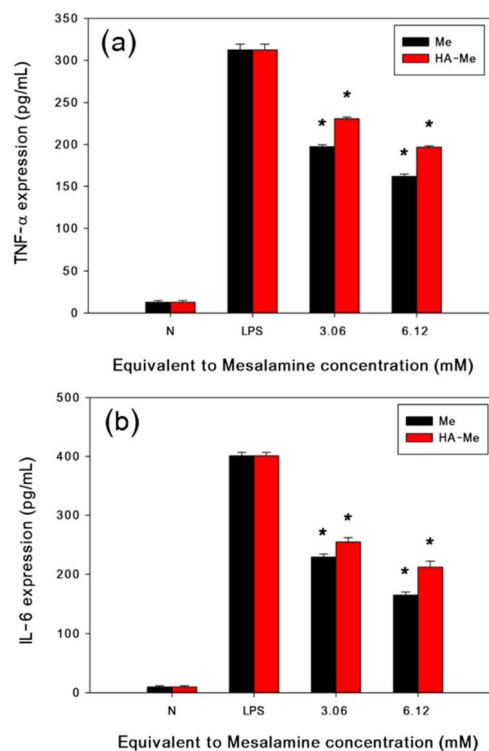 (a)
Me
HA-Me
TNF-α expression (pg/mL)
350
300
250
200
150
100
50
0
* *
* *
N LPS 3.06 6.12
Equivalent to Mesalamine concentration (mM)
(b)
Me
HA-Me
IL-6 expression (pg/mL)
500
400
300
200
100
0
* *
* *
N LPS 3.06 6.12
Equivalent to Mesalamine concentration (mM)